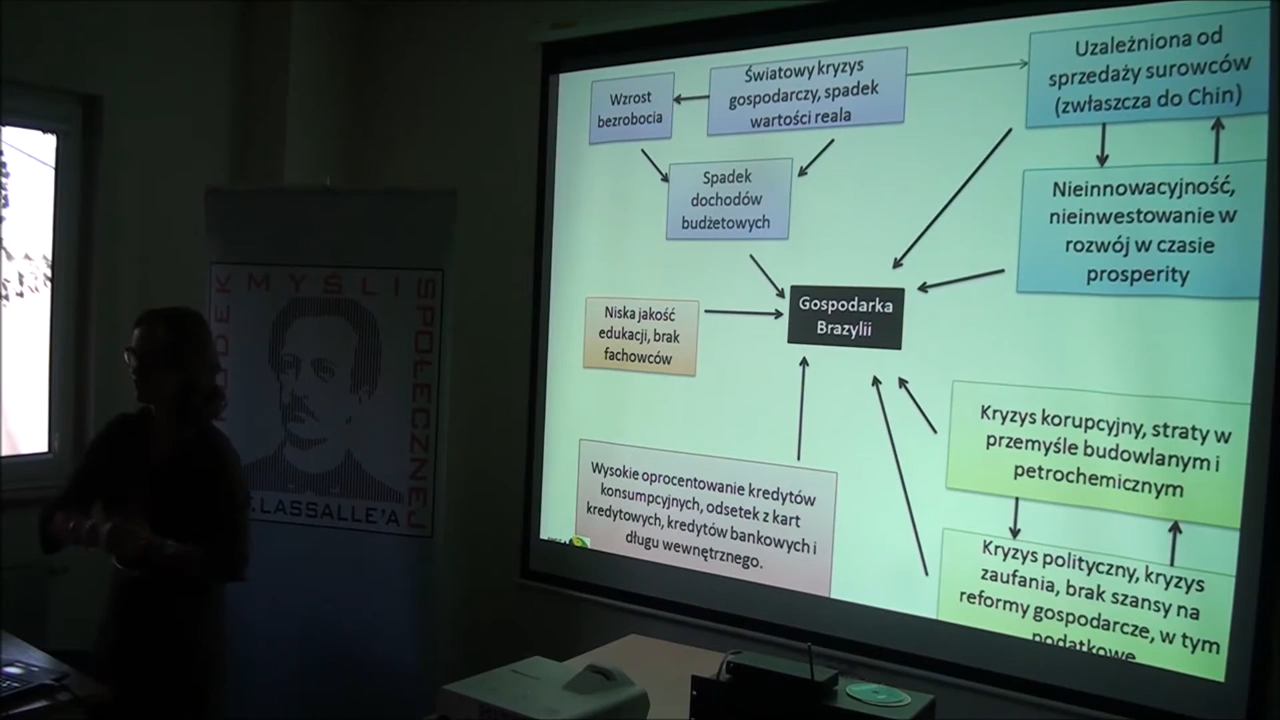 Wzrost
bezrobocia
Światowy kryzys
gospodarczy, spadek
wartości reala
Uzależniona od
sprzedaży surowców
(zwłaszcza do Chin)
Spadek
dochodów
budżetowych
Nieinnowacyjność,
nieinwestowanie w
rozwój w czasie
prosperity
Gospodarka
Brazylii
Niska jakość
edukacji, brak
fachowców
Kryzys korupcyjny, straty w
przemyśle budowlanym i
petrochemicznym
Wysokie oprocentowanie kredytów
konsumpcyjnych, odsetek z kart
kredytowych, kredytów bankowych i
długu wewnętrznego.
Kryzys polityczny, kryzys
zaufania, brak szansy na
reformy gospodarcze, w tym
podatkowe
MYŚLI
SPOŁECZNEJ
F.LASSALLE'A